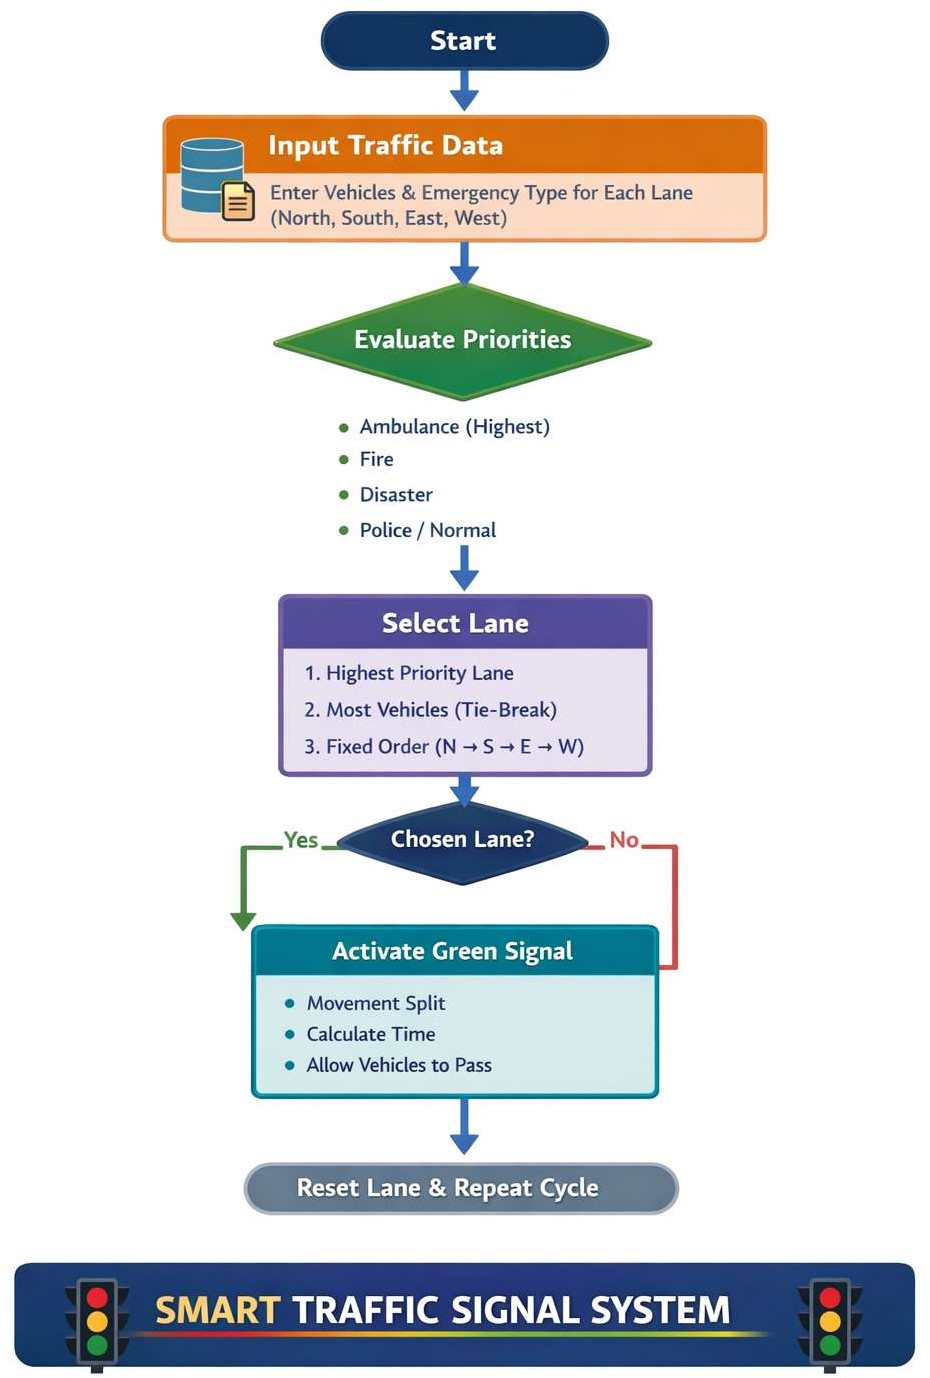 Start
Input Traffic Data
Enter Vehicles & Emergency Type for Each Lane
(North, South, East, West)
Evaluate Priorities
• Ambulance (Highest)
• Fire
• Disaster
• Police / Normal
Select Lane
1. Highest Priority Lane
2. Most Vehicles (Tie-Break)
3. Fixed Order (N → S → E → W)
Chosen Lane?
Yes
No
Activate Green Signal
• Movement Split
• Calculate Time
• Allow Vehicles to Pass
Reset Lane & Repeat Cycle
SMART TRAFFIC SIGNAL SYSTEM